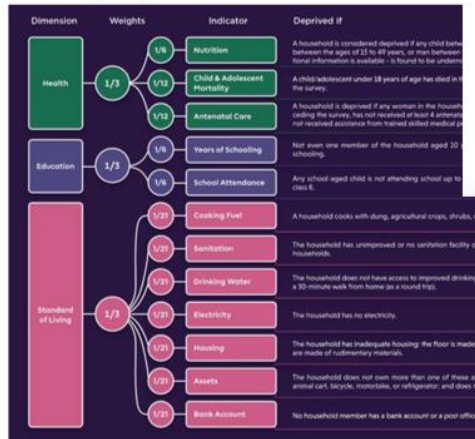 Dimension Weights Indicator Deprived if
Health
1/3
1/6 Nutrition
A household is considered deprived if any child betw
between the ages of 15 to 49 years, or man between
tional information is available - is found to be undern
1/12 Child & Adolescent
Mortality
A child/adolescent under 18 years of age has died in th
the survey.
1/12 Antenatal Care
A household is deprived if any woman in the househ
ceding the survey, has not received at least 4 antenat
not received assistance from trained skilled medical p
Education
1/3
1/6 Years of Schooling
Not even one member of the household aged 10 y
schooling.
1/6 School Attendance
Any school-aged child is not attending school up to
class 8.
Standard
of Living
1/3
1/21 Cooking Fuel
A household cooks with dung, agricultural crops, shrubs,
1/21 Sanitation
The household has unimproved or no sanitation facility o
households.
1/21 Drinking Water
The household does not have access to improved drinkin
a 30-minute walk from home (as a round trip).
1/21 Electricity
The household has no electricity.
1/21 Housing
The household has inadequate housing: the floor is made
are made of rudimentary materials.
1/21 Assets
The household does not own more than one of these a
animal cart, bicycle, motorbike, or refrigerator; and does
1/21 Bank Account
No household member has a bank account or a post offic